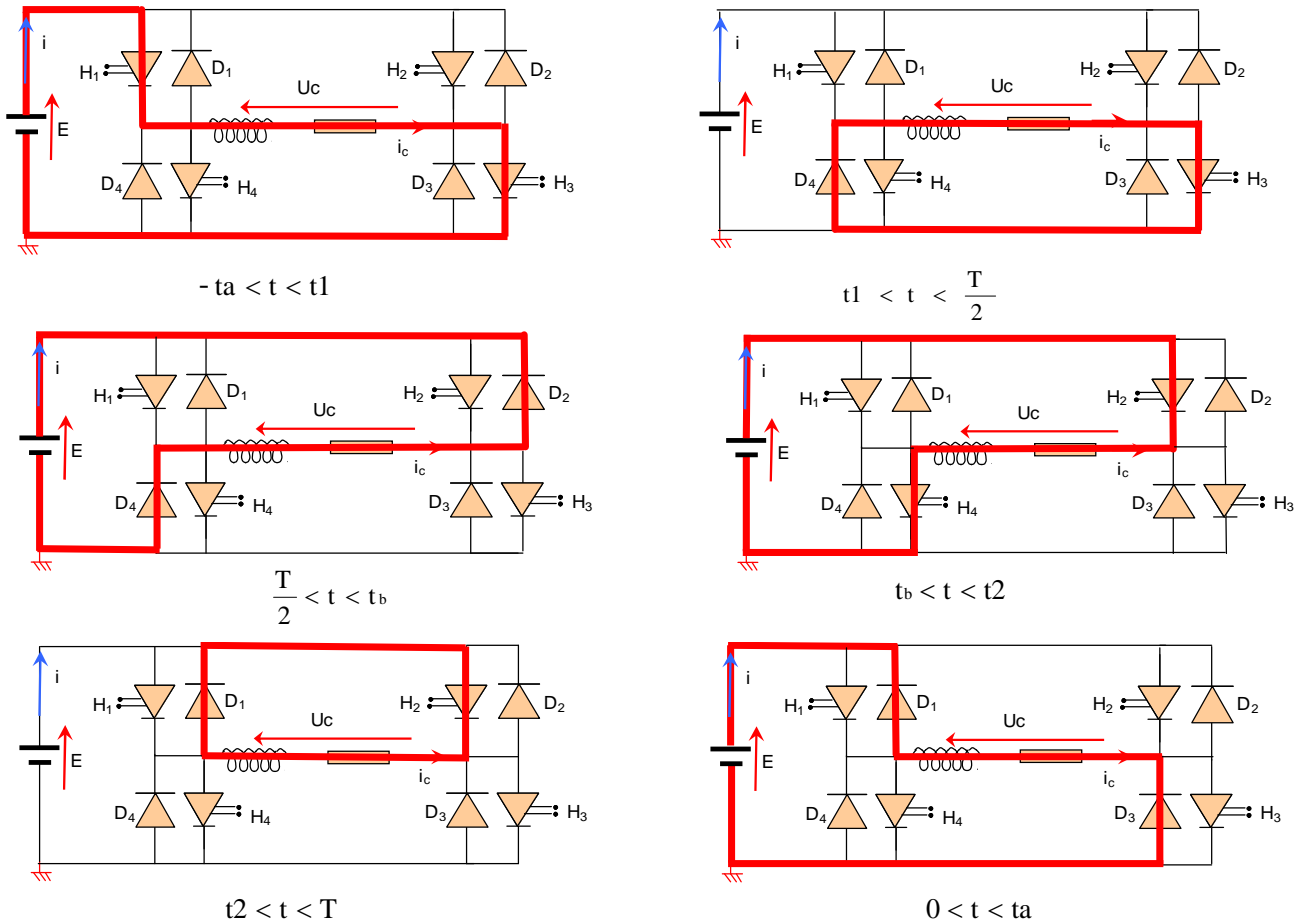 i
H1
D1
H2
D2
Uc
E
ic
D4
H4
D3
H3
- ta < t < t1
i
H1
D1
H2
D2
Uc
E
ic
D4
H4
D3
H3
t1 < t < T/2
i
H1
D1
H2
D2
Uc
E
ic
D4
H4
D3
H3
T/2 < t < tb
i
H1
D1
H2
D2
Uc
E
ic
D4
H4
D3
H3
tb < t < t2
i
H1
D1
H2
D2
Uc
E
ic
D4
H4
D3
H3
t2 < t < T
i
H1
D1
H2
D2
Uc
E
ic
D4
H4
D3
H3
0 < t < ta